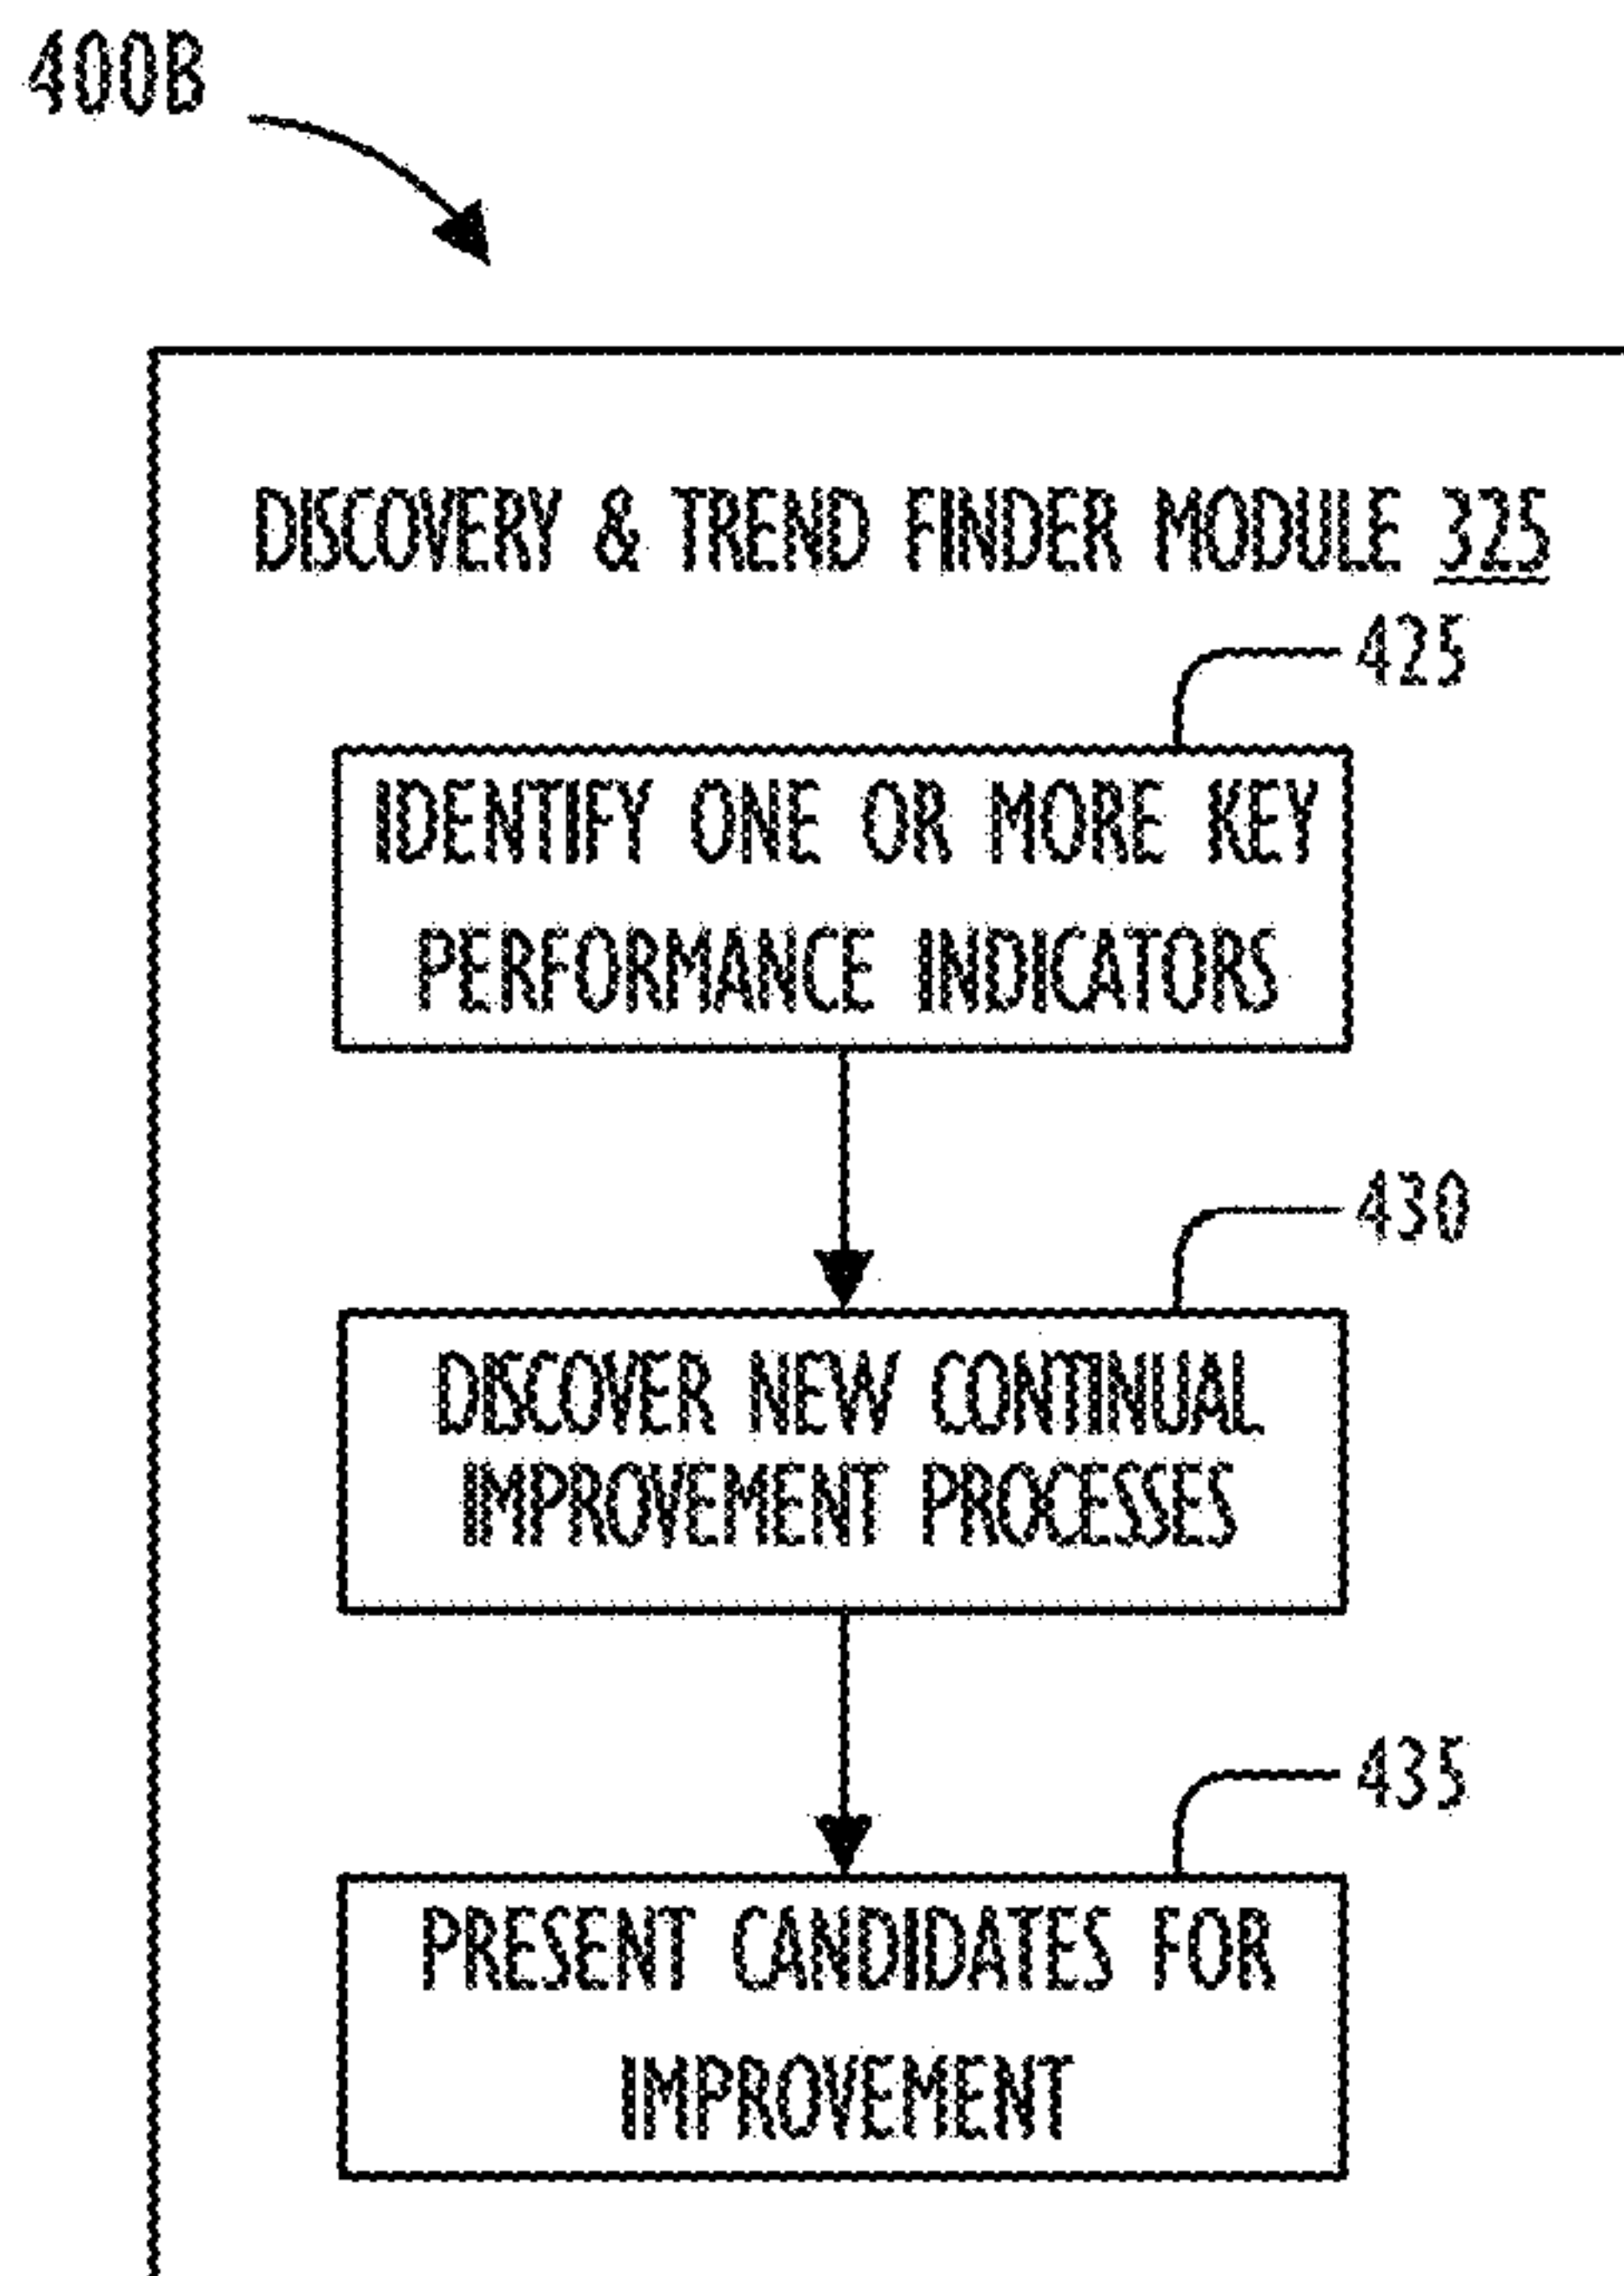 400B
DISCOVERY & TREND FINDER MODULE 325
425
IDENTIFY ONE OR MORE KEY
PERFORMANCE INDICATORS
430
DISCOVER NEW CONTINUAL
IMPROVEMENT PROCESSES
435
PRESENT CANDIDATES FOR
IMPROVEMENT